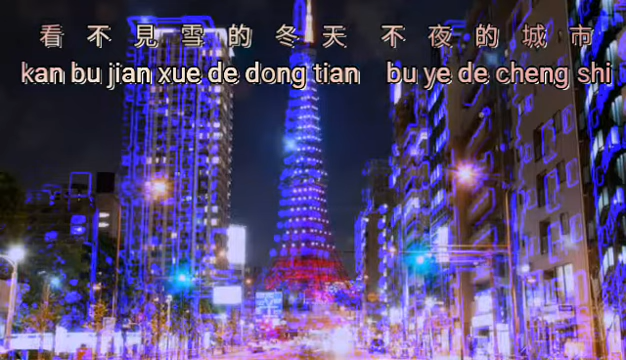 看不見雪的冬天 不夜的城市
kan bu jian xue de dong tian bu ye de cheng shi